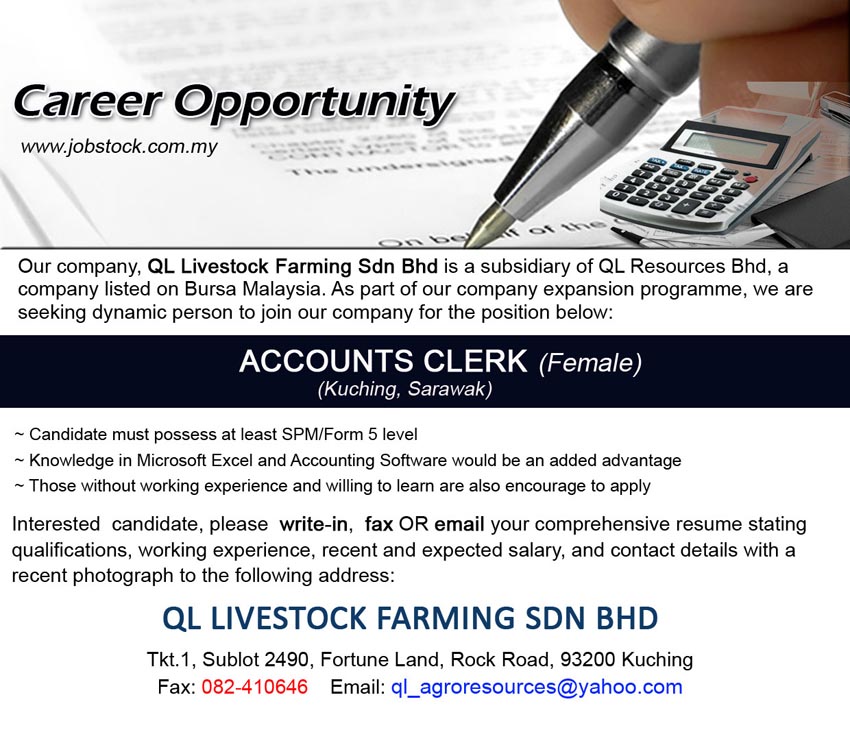 Career Opportunity
www.jobstock.com.my
The undersigned
On behalf of the
Our company, QL Livestock Farming Sdn Bhd is a subsidiary of QL Resources Bhd, a
company listed on Bursa Malaysia. As part of our company expansion programme, we are
seeking dynamic person to join our company for the position below:
ACCOUNTS CLERK (Female)
(Kuching, Sarawak)
~ Candidate must possess at least SPM/Form 5 level
~ Knowledge in Microsoft Excel and Accounting Software would be an added advantage
~ Those without working experience and willing to learn are also encourage to apply
Interested candidate, please write-in, fax OR email your comprehensive resume stating
qualifications, working experience, recent and expected salary, and contact details with a
recent photograph to the following address:
QL LIVESTOCK FARMING SDN BHD
Tkt.1, Sublot 2490, Fortune Land, Rock Road, 93200 Kuching
Fax: 082-410646 Email: ql_agroresources@yahoo.com